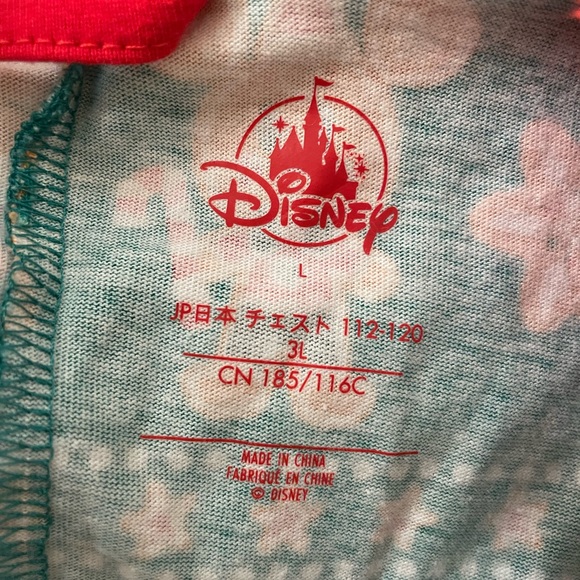 Disney
L
JP日本 チェスト 112-120
3L
CN 185/116C
MADE IN CHINA
FABRIQUÉ EN CHINE
© DISNEY